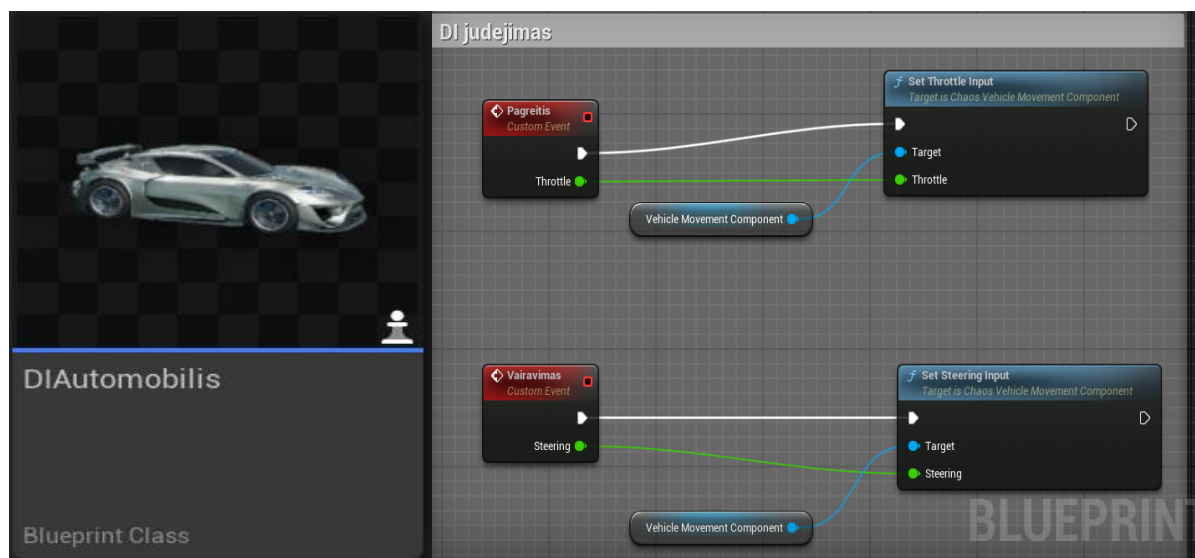 DIAutomobilis
Blueprint Class
DI judejimas
Pagreitis
Custom Event
Throttle
Vehicle Movement Component
Set Throttle Input
Target is Chaos Vehicle Movement Component
Target
Throttle
Vairavimas
Custom Event
Steering
Vehicle Movement Component
Set Steering Input
Target is Chaos Vehicle Movement Component
Target
Steering
BLUEPRIN